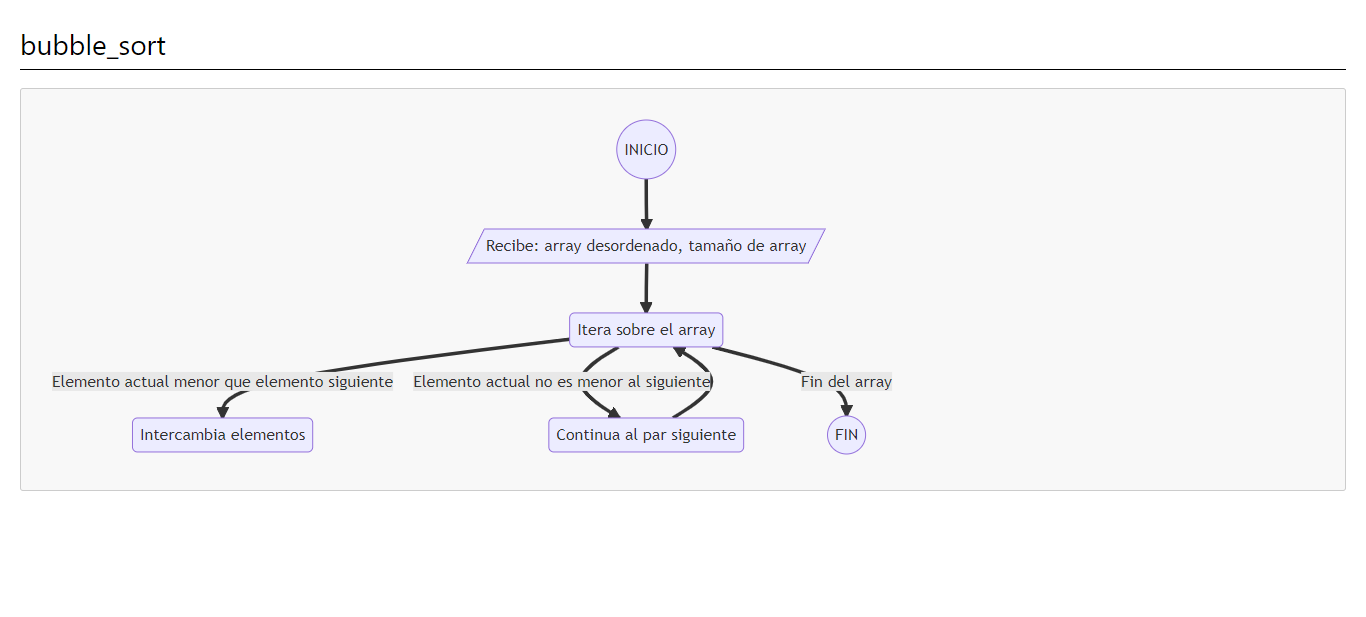 bubble_sort
INICIO
Recibe: array desordenado, tamaño de array
Itera sobre el array
Elemento actual menor que elemento siguiente
Elemento actual no es menor al siguiente
Fin del array
Intercambia elementos
Continua al par siguiente
FIN